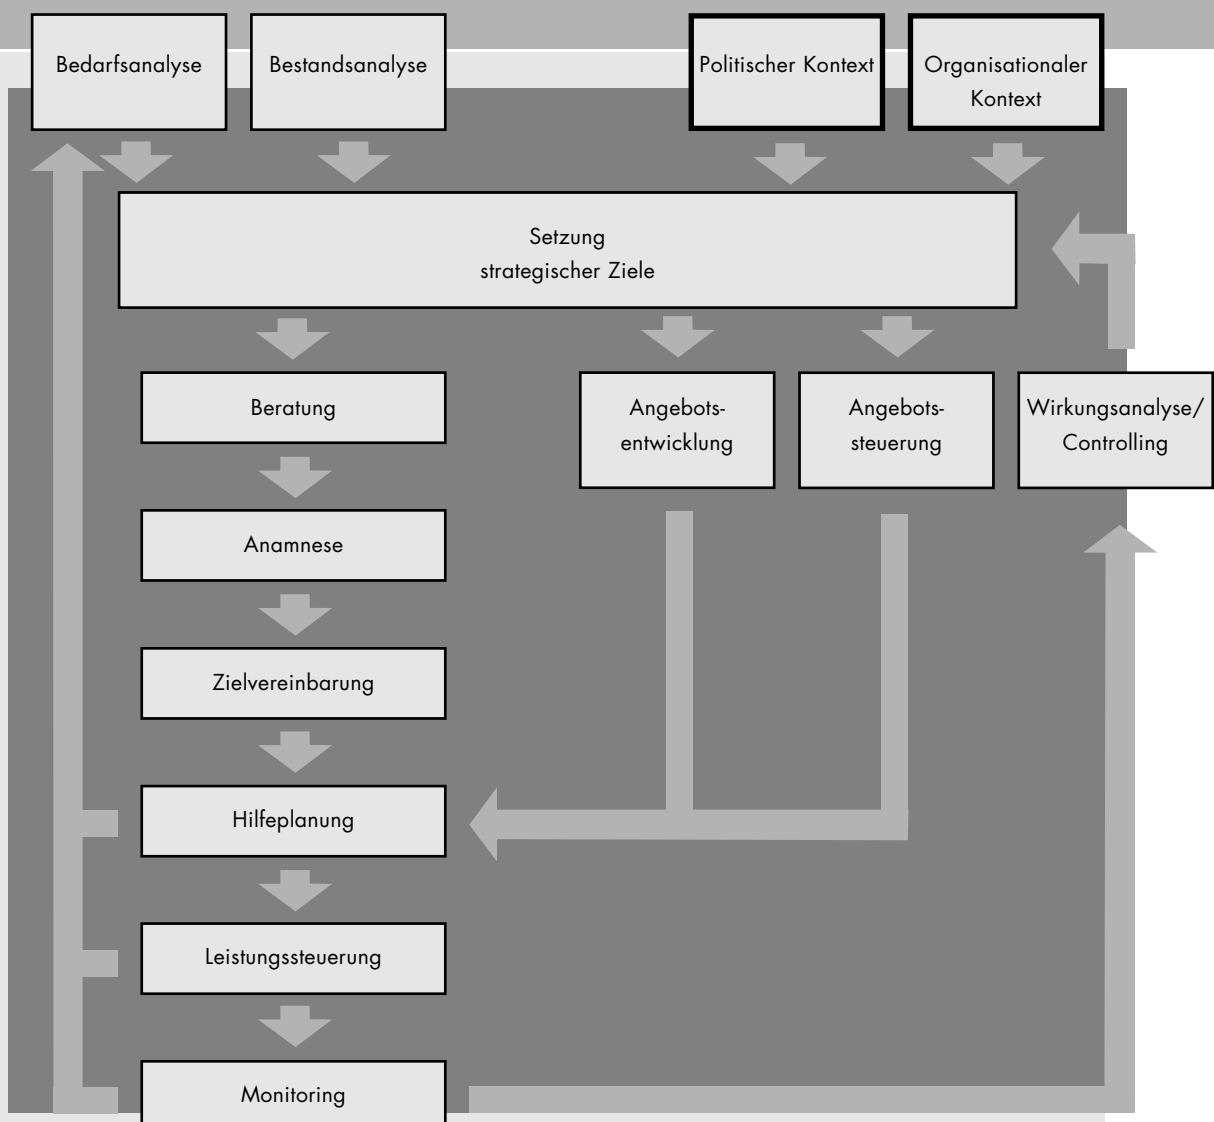 Bedarfsanalyse
Bestandsanalyse
Politischer Kontext
Organisationaler
Kontext
Setzung
strategischer Ziele
Beratung
Angebots-
entwicklung
Angebots-
steuerung
Wirkungsanalyse/
Controlling
Anamnese
Zielvereinbarung
Hilfeplanung
Leistungssteuerung
Monitoring